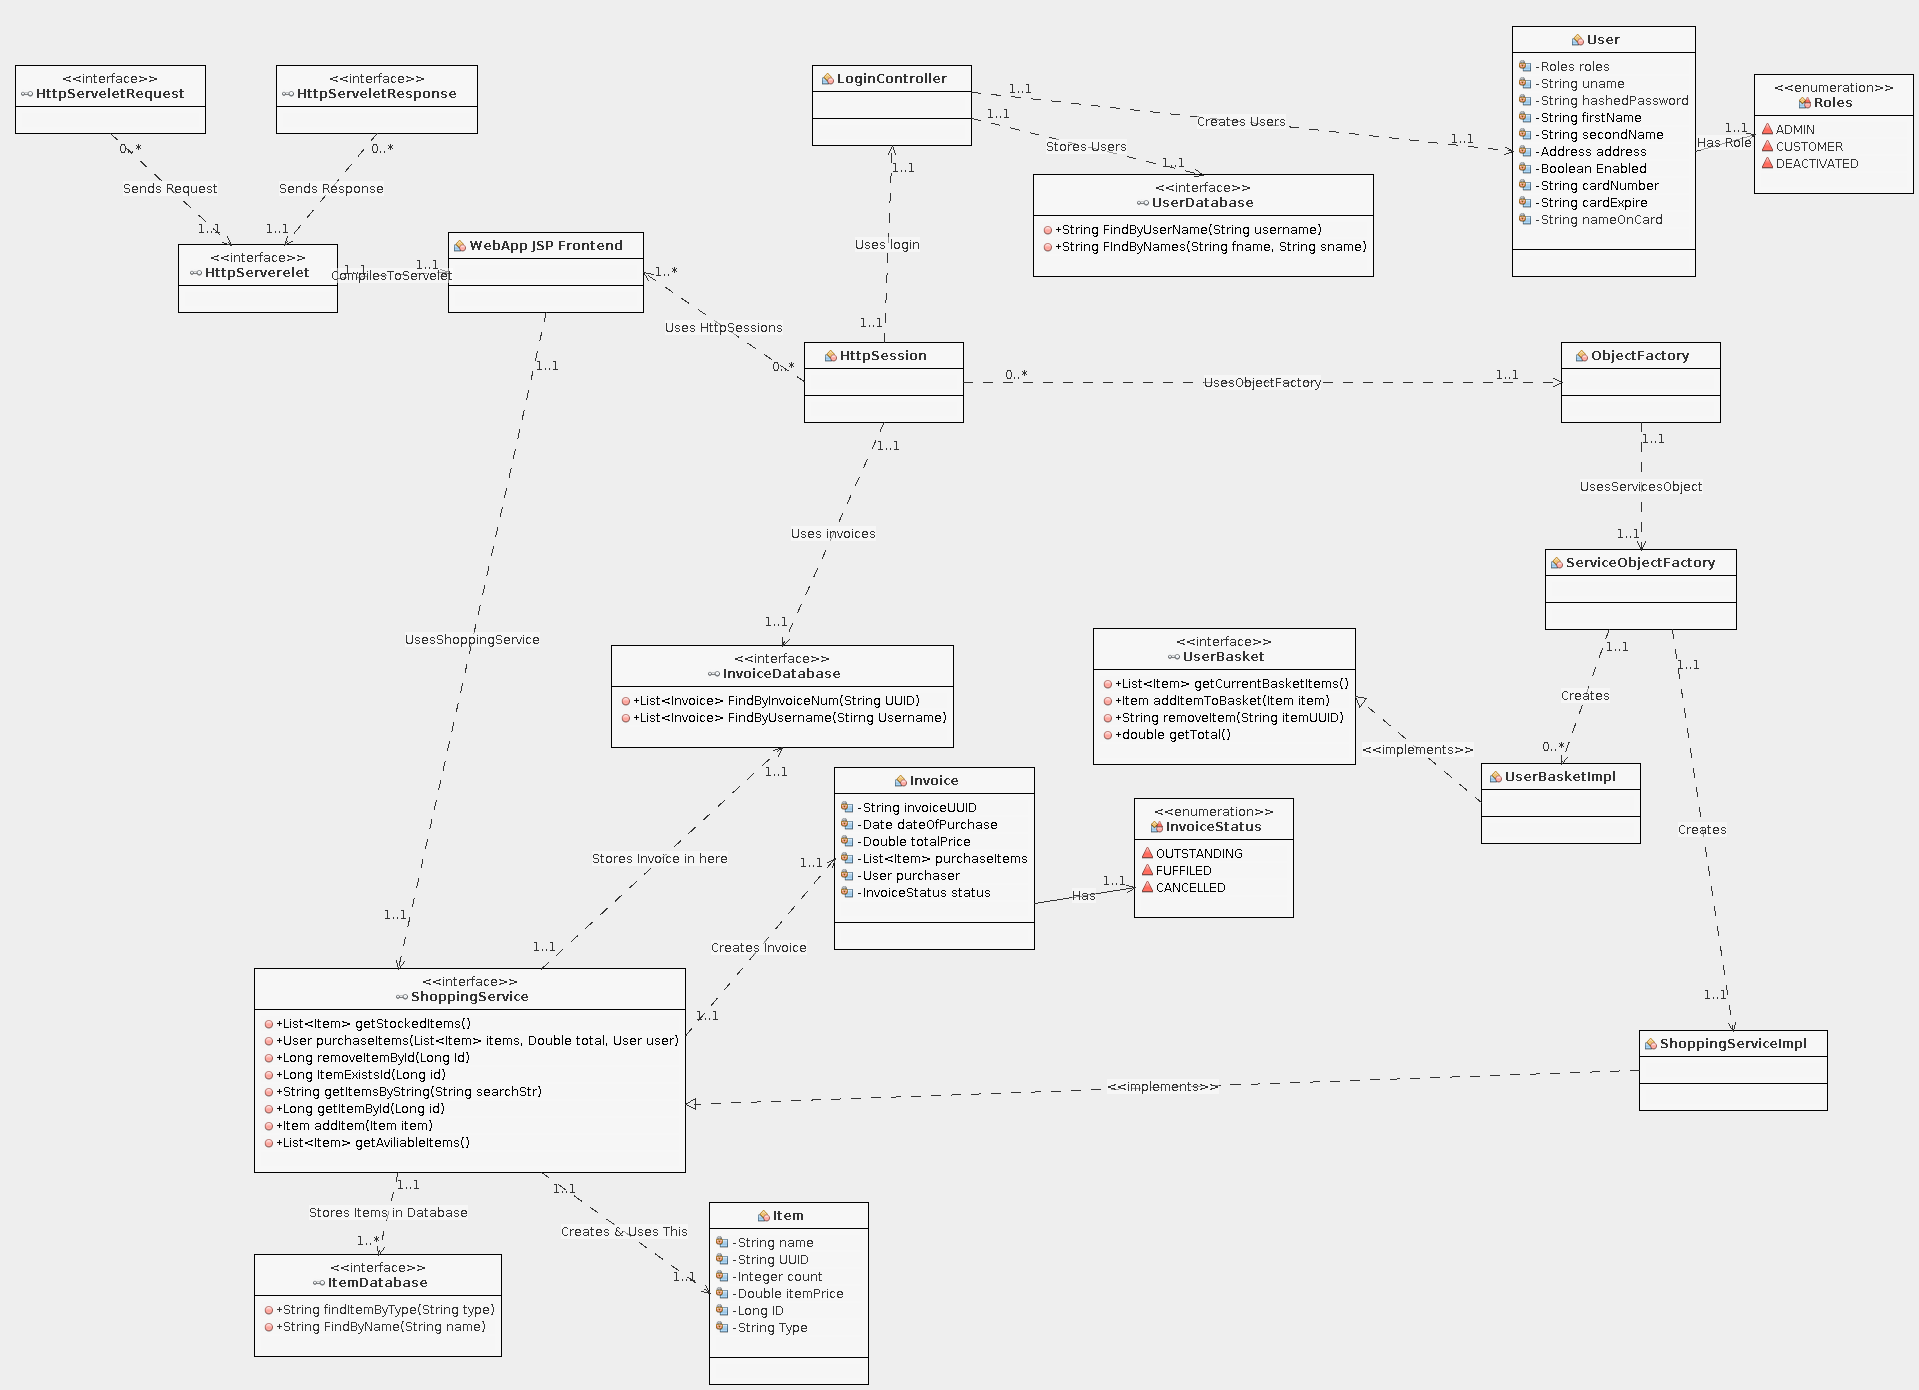 <<interface>>
HttpServeletRequest
<<interface>>
HttpServeletResponse
0..*
Sends Request
1..1
0..*
Sends Response
1..1
<<interface>>
HttpServerelet
1..1
CompilesToServelet
1..1
WebApp JSP Frontend
LoginController
1..1
Creates Users
1..1
1..1
Stores Users
1..1
<<interface>>
UserDatabase
+String FindByUserName(String username)
+String FIndByNames(String fname, String sname)
User
-Roles roles
-String uname
-String hashedPassword
-String firstName
-String secondName
-Address address
-Boolean Enabled
-String cardNumber
-String cardExpire
-String nameOnCard
1..1
Has Role
<<enumeration>>
Roles
ADMIN
CUSTOMER
DEACTIVATED
1..1
Uses login
1..1
1..*
Uses HttpSessions
0..*
HttpSession
0..*
UsesObjectFactory
1..1
ObjectFactory
1..1
UsesServicesObject
1..1
ServiceObjectFactory
1..1
Creates
0..*
1..1
Creates
1..1
1..1
UsesShoppingService
1..1
1..1
Uses invoices
1..1
<<interface>>
InvoiceDatabase
+List<Invoice> FindByInvoiceNum(String UUID)
+List<Invoice> FindByUsername(Stirng Username)
1..1
Stores Invoice in here
1..1
<<interface>>
UserBasket
+List<Item> getCurrentBasketItems()
+Item addItemToBasket(Item item)
+String removeItem(String itemUUID)
+double getTotal()
<<implements>>
UserBasketImpl
Invoice
-String invoiceUUID
-Date dateOfPurchase
-Double totalPrice
-List<Item> purchaseItems
-User purchaser
-InvoiceStatus status
1..1
Creates Invoice
1..1
Has
1..1
<<enumeration>>
InvoiceStatus
OUTSTANDING
FUFFILED
CANCELLED
<<interface>>
ShoppingService
+List<Item> getStockedItems()
+User purchaseItems(List<Item> items, Double total, User user)
+Long removeItemById(Long Id)
+Long ItemExistsId(Long id)
+String getItemsByString(String searchStr)
+Long getItemById(Long id)
+Item addItem(Item item)
+List<Item> getAviliableItems()
<<implements>>
ShoppingServiceImpl
1..1
Stores Items in Database
1..*
1..1
Creates & Uses This
1..1
<<interface>>
ItemDatabase
+String findItemByType(String type)
+String FindByName(String name)
Item
-String name
-String UUID
-Integer count
-Double itemPrice
-Long ID
-String Type